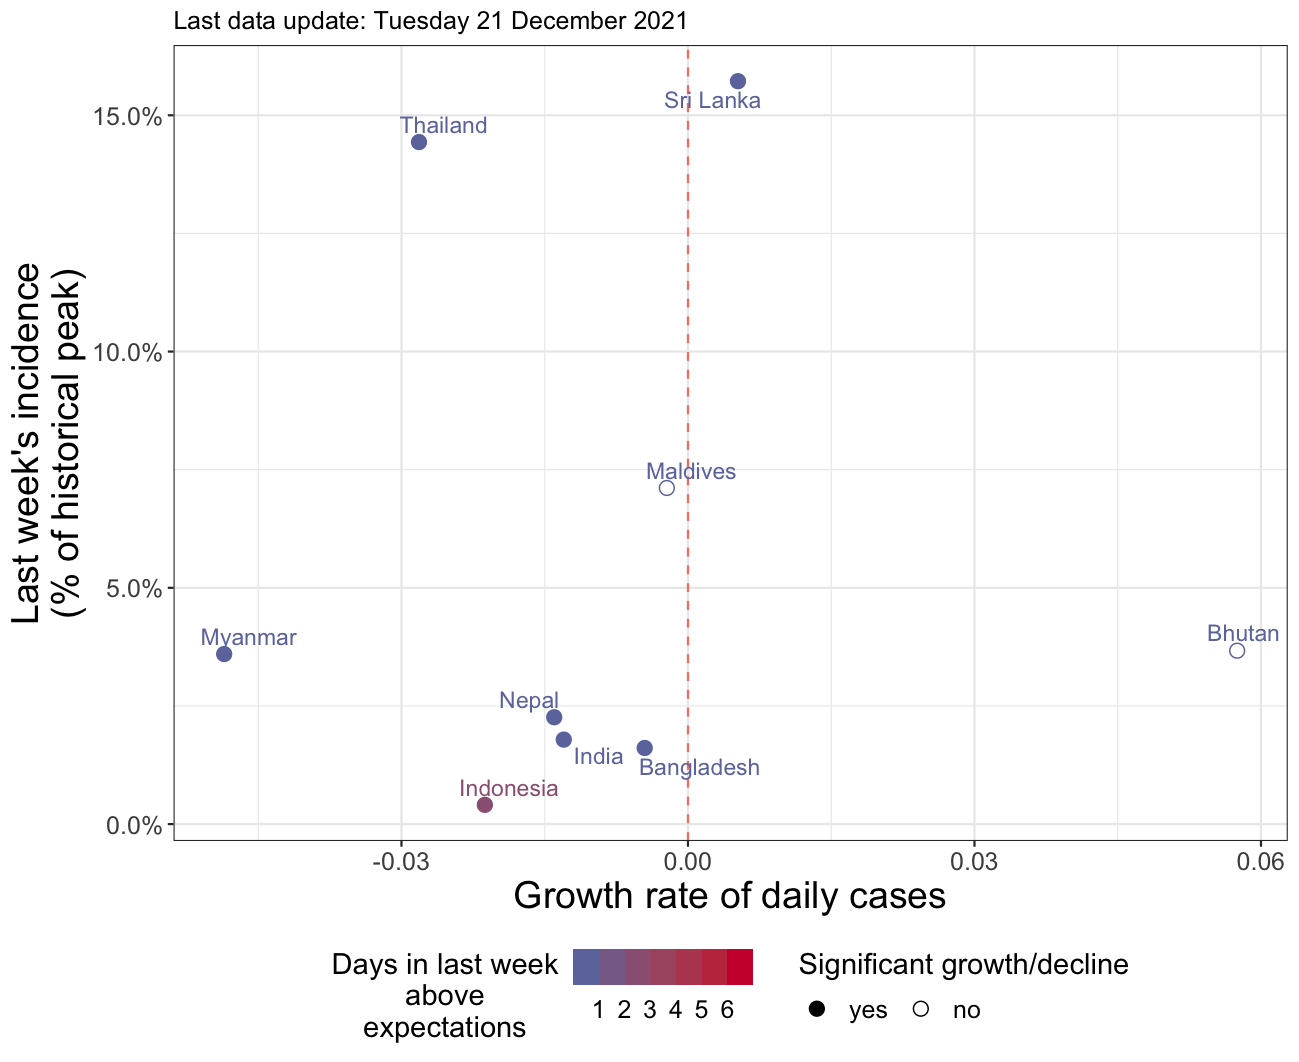 Last data update: Tuesday 21 December 2021
Sri Lanka
15.0%
Thailand
10.0%
Last week's incidence
(% of historical peak)
Maldives
5.0%
Myanmar
Bhutan
Nepal
India
Bangladesh
Indonesia
0.0%
-0.03
0.00
0.03
0.06
Growth rate of daily cases
Days in last week
above
expectations
1 2 3 4 5 6
Significant growth/decline
yes
no